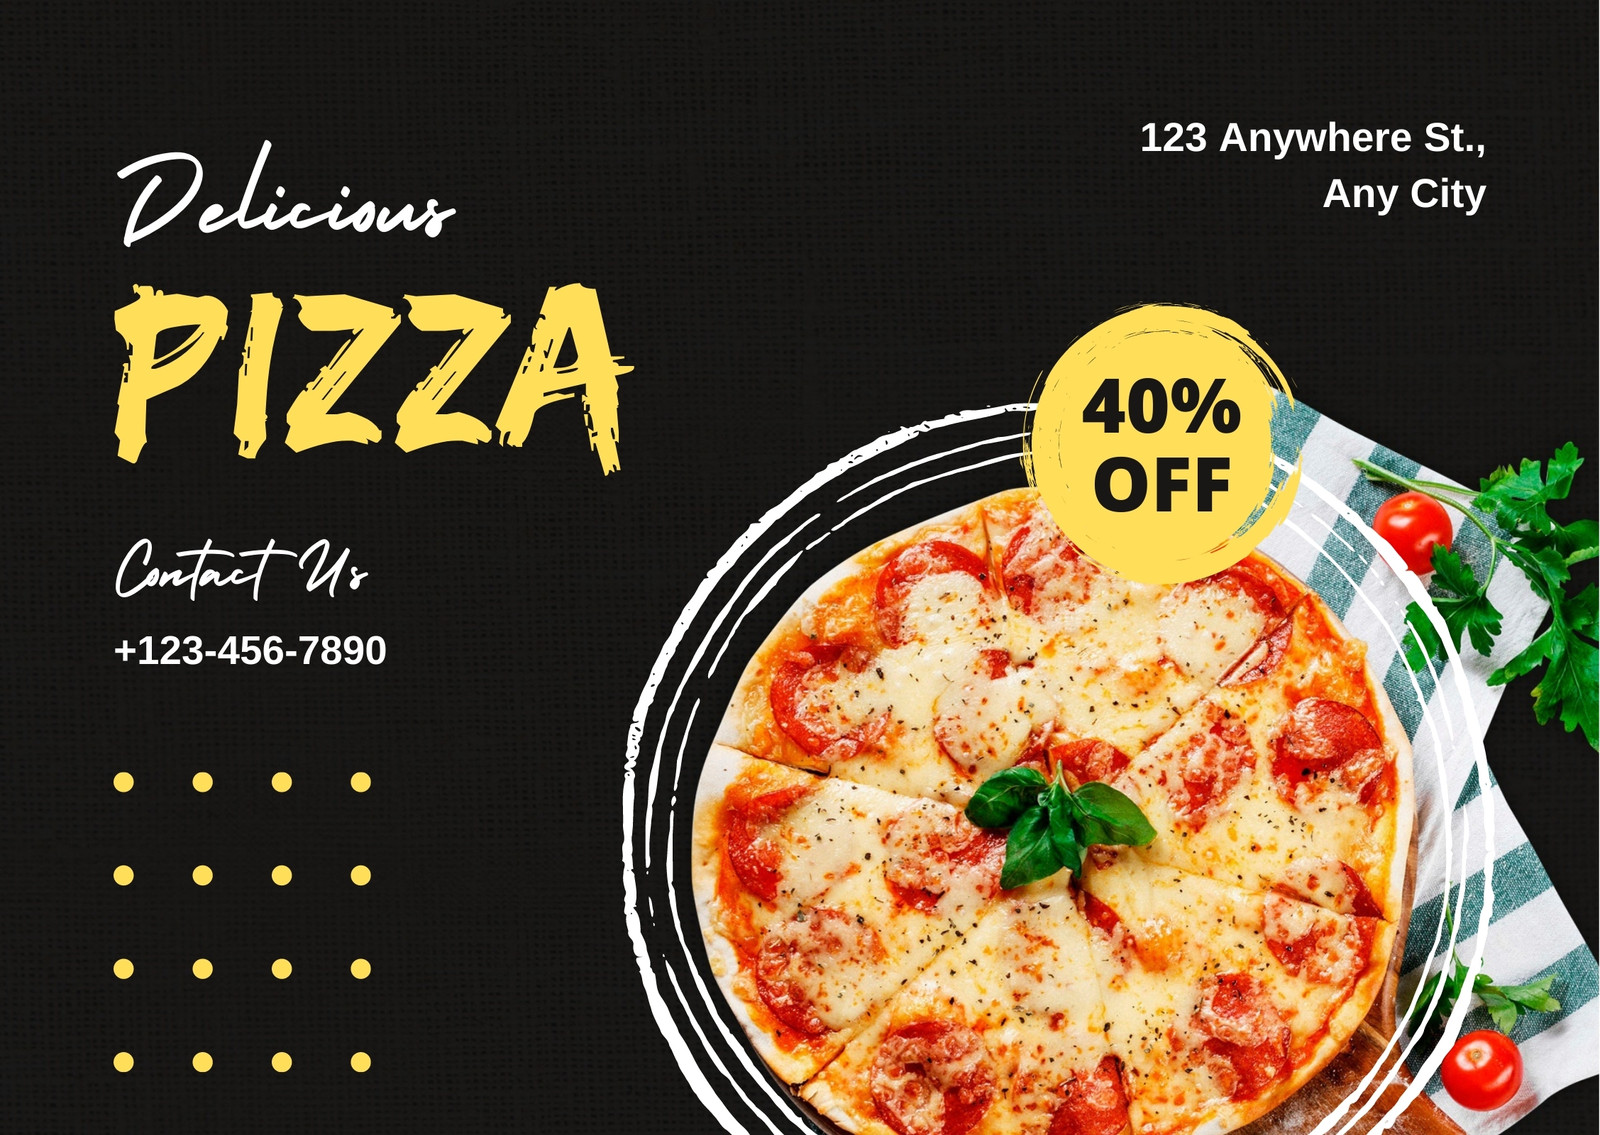 Delicious
PIZZA
123 Anywhere St.,
Any City
40%
OFF
Contact Us
+123-456-7890